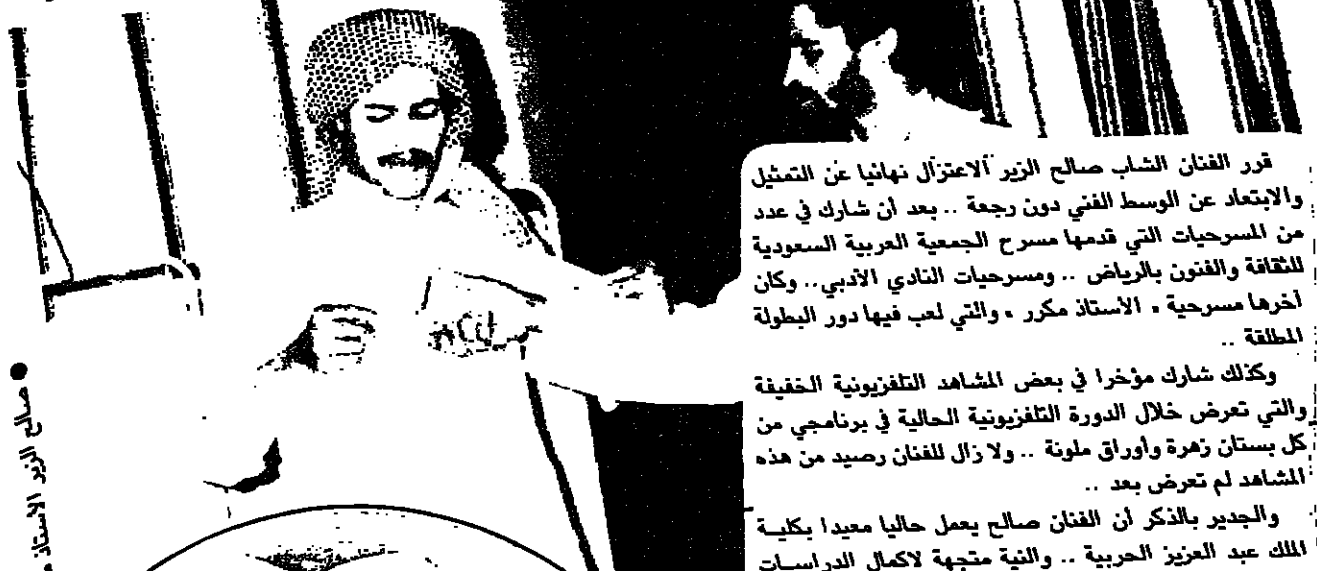 قرر الفنان الشاب صالح الزير الاعتزال نهائيا عن التمثيل
والابتعاد عن الوسط الفني دون رجعة .. بعد أن شارك في عدد
من المسرحيات التي قدمها مسرح الجمعية العربية السعودية
للثقافة والفنون بالرياض .. ومسرحيات النادي الأدبي .. وكان
آخرها مسرحية « الأستاذ مكرر » والتي لعب فيها دور البطولة
المطلقة ..
وكذلك شارك مؤخرا في بعض المشاهد التلفزيونية الخفيفة
والتي تعرض خلال الدورة التلفزيونية الحالية في برنامجي من
كل بستان زهرة وأوراق ملونة .. ولا زال للفنان رصيد من هذه
المشاهد لم تعرض بعد ..
والجدير بالذكر أن الفنان صالح يعمل حاليا معيدا بكلية
الملك عبد العزيز الحربية .. والنية متجهة لاكمال الدراسات
● صالح الزير الاستاذ